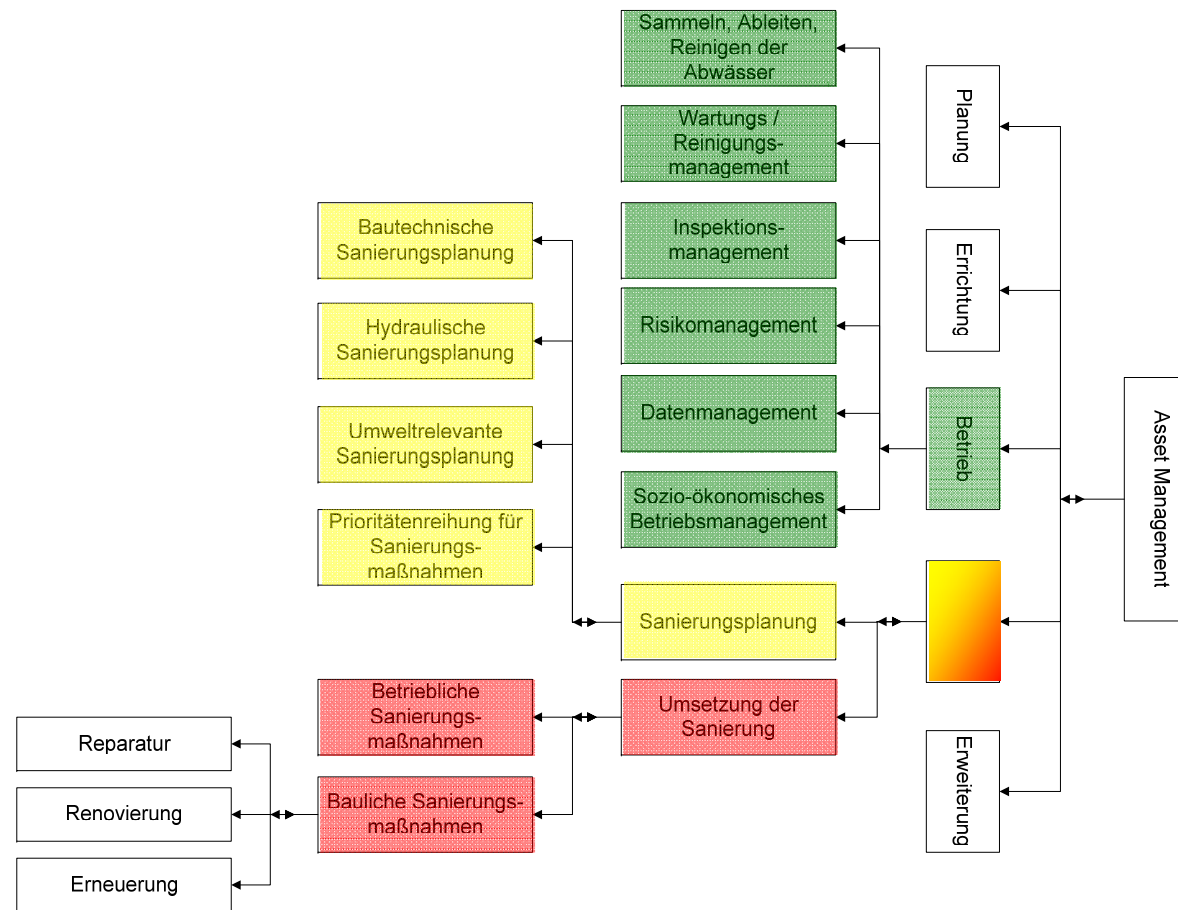 Sammeln, Ableiten,
Reinigen der
Abwässer
Wartungs /
Reinigungs-
management
Inspektions-
management
Risikomanagement
Datenmanagement
Sozio-ökonomisches
Betriebsmanagement
Bautechnische
Sanierungsplanung
Hydraulische
Sanierungsplanung
Umweltrelevante
Sanierungsplanung
Prioritätenreihung für
Sanierungs-
maßnahmen
Sanierungsplanung
Umsetzung der
Sanierung
Betriebliche
Sanierungs-
maßnahmen
Bauliche Sanierungs-
maßnahmen
Reparatur
Renovierung
Erneuerung
Planung
Errichtung
Betrieb
Erweiterung
Asset Management